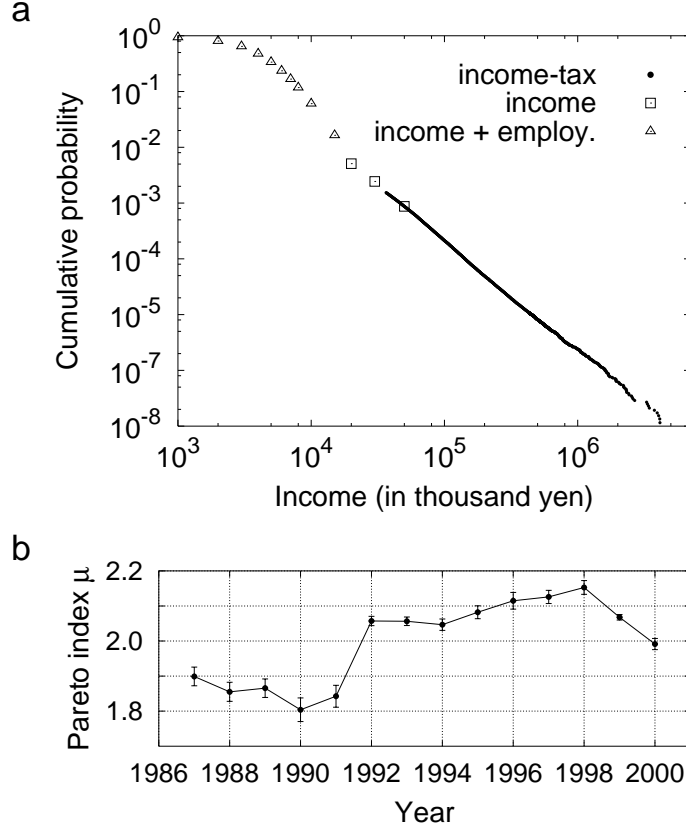 a
10^0
10^-1
10^-2
10^-3
10^-4
10^-5
10^-7
10^-8
Cumulative probability
income-tax
income
income + employ.
10^3
10^4
10^5
10^6
Income (in thousand yen)
b
2.2
2.0
1.8
Pareto index μ
1986 1988 1990 1992 1994 1996 1998 2000
Year